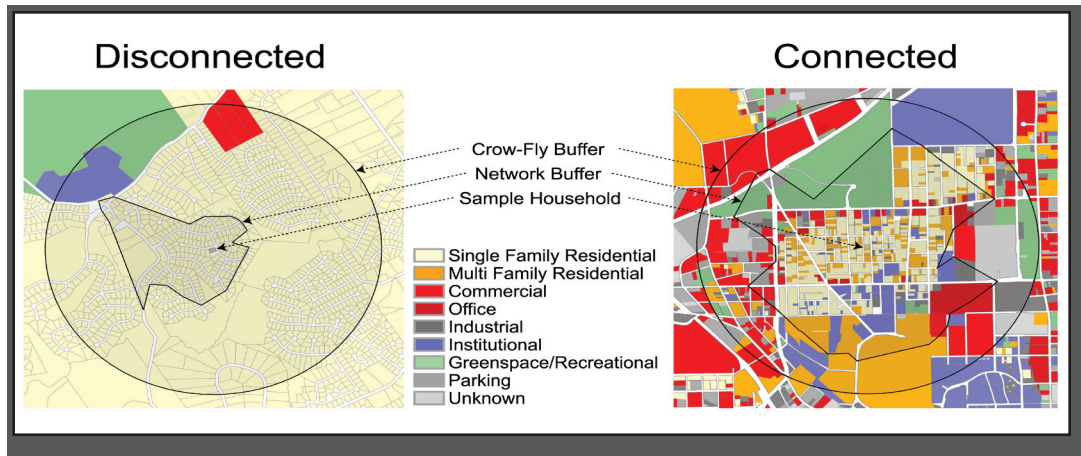 Disconnected
Connected
Crow-Fly Buffer
Network Buffer
Sample Household
Single Family Residential
Multi Family Residential
Commercial
Office
Industrial
Institutional
Greenspace/Recreational
Parking
Unknown